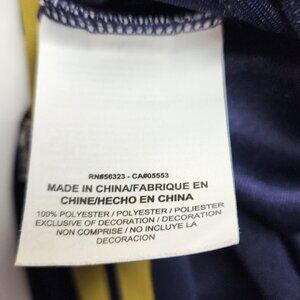 RN#56323 - CA#05553
MADE IN CHINA/FABRIQUE EN
CHINE/HECHO EN CHINA
100% POLYESTER / POLYESTER / POLIESTER
EXCLUSIVE OF DECORATION / DECORATION
NON COMPRISE / NO INCLUYE LA
DECORACION